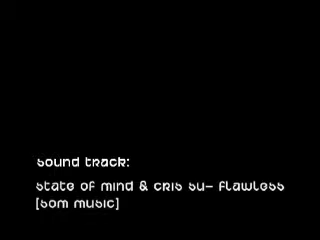 sound track:
state of mind & cris su- flawless
[som music]